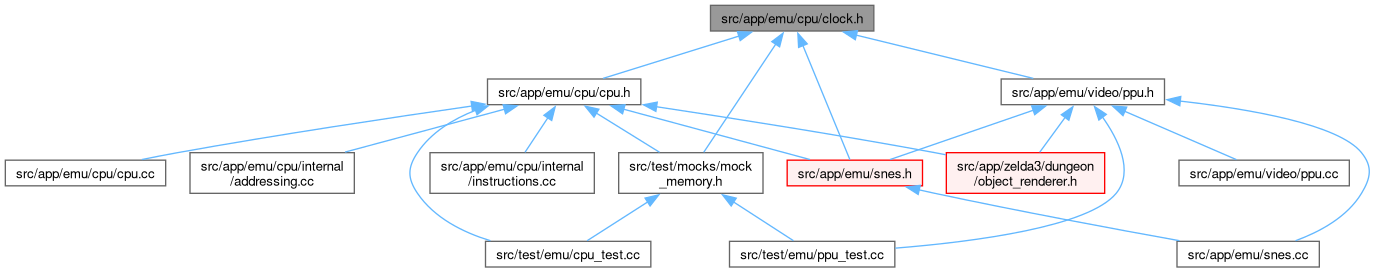 src/app/emu/cpu/clock.h
src/app/emu/cpu/cpu.h
src/app/emu/video/ppu.h
src/app/emu/cpu/cpu.cc
src/app/emu/cpu/internal
/addressing.cc
src/app/emu/cpu/internal
/instructions.cc
src/test/mocks/mock
_memory.h
src/app/emu/snes.h
src/app/zelda3/dungeon
/object_renderer.h
src/app/emu/video/ppu.cc
src/test/emu/cpu_test.cc
src/test/emu/ppu_test.cc
src/app/emu/snes.cc